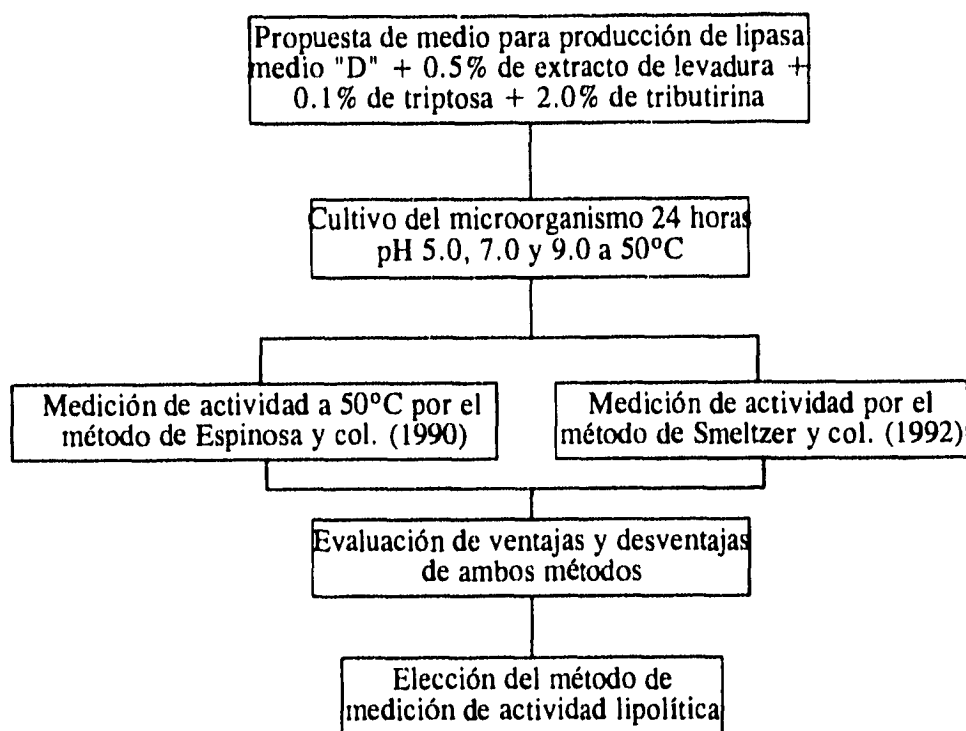 Propuesta de medio para producción de lipasa
medio "D" + 0.5% de extracto de levadura +
0.1% de triptosa + 2.0% de tributirina
Cultivo del microorganismo 24 horas
pH 5.0, 7.0 y 9.0 a 50°C
Medición de actividad a 50°C por el
método de Espinosa y col. (1990)
Medición de actividad por el
método de Smeltzer y col. (1992)
Evaluación de ventajas y desventajas
de ambos métodos
Elección del método de
medición de actividad lipolítica